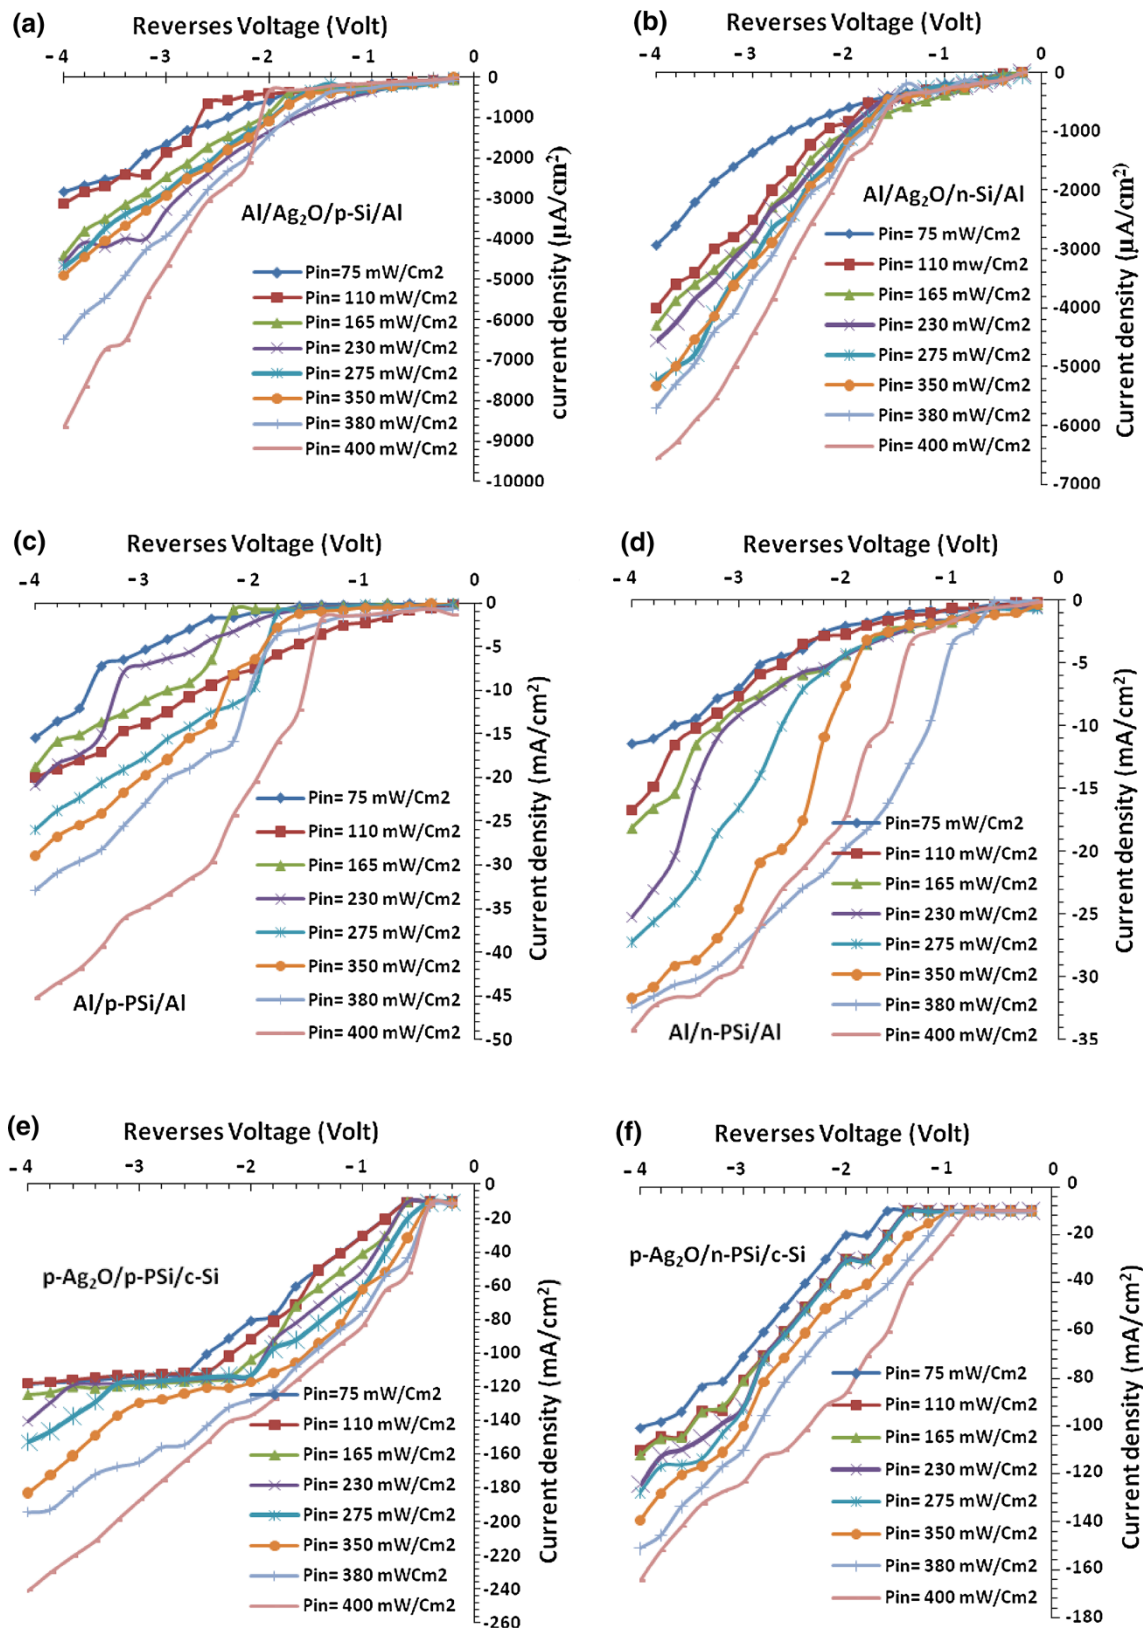 (a)
Reverses Voltage (Volt)
-4 -3 -2 -1 0
0
-1000
-2000
-3000
-4000
-5000
-6000
-7000
-8000
-9000
-10000
current density (µA/cm²)
Al/Ag₂O/p-Si/Al
Pin=75 mW/Cm2
Pin= 110 mW/Cm2
Pin= 165 mW/Cm2
Pin= 230 mW/Cm2
Pin= 275 mW/Cm2
Pin= 350 mW/Cm2
Pin= 380 mW/Cm2
Pin= 400 mW/Cm2
(b)
Reverses Voltage (Volt)
-4 -3 -2 -1 0
0
-1000
-2000
-3000
-4000
-5000
-6000
-7000
Current density (µA/cm²)
Al/Ag₂O/n-Si/Al
Pin=75 mW/Cm2
Pin= 110 mw/Cm2
Pin= 165 mW/Cm2
Pin= 230 mW/Cm2
Pin= 275 mW/Cm2
Pin= 350 mW/Cm2
Pin= 380 mW/Cm2
Pin= 400 mW/Cm2
(c)
Reverses Voltage (Volt)
-4 -3 -2 -1 0
0
-5
-10
-15
-20
-25
-30
-35
-40
-45
-50
Current density (mA/cm²)
Pin= 75 mW/Cm2
Pin= 110 mW/Cm2
Pin= 165 mW/Cm2
Pin= 230 mW/Cm2
Pin= 275 mW/Cm2
Pin= 350 mW/Cm2
Pin= 380 mW/Cm2
Pin= 400 mW/Cm2
Al/p-PSi/Al
(d)
Reverses Voltage (Volt)
-4 -3 -2 -1 0
0
-5
-10
-15
-20
-25
-30
-35
Current density (mA/cm²)
Pin=75 mW/Cm2
Pin= 110 mW/Cm2
Pin= 165 mW/Cm2
Pin= 230 mW/Cm2
Pin= 275 mW/Cm2
Pin= 350 mW/Cm2
Pin= 380 mW/Cm2
Pin= 400 mW/Cm2
Al/n-PSi/Al
(e)
Reverses Voltage (Volt)
-4 -3 -2 -1 0
0
-20
-40
-60
-80
-100
-120
-140
-160
-180
-200
-220
-240
-260
Current density (mA/cm²)
p-Ag₂O/p-PSi/c-Si
Pin=75 mW/Cm2
Pin= 110 mW/Cm2
Pin= 165 mW/Cm2
Pin= 230 mW/Cm2
Pin= 275 mW/Cm2
Pin= 350 mW/Cm2
Pin= 380 mWCm2
Pin= 400 mW/Cm2
(f)
Reverses Voltage (Volt)
-4 -3 -2 -1 0
0
-20
-40
-60
-80
-100
-120
-140
-160
-180
Current density (mA/cm²)
p-Ag₂O/n-PSi/c-Si
Pin= 75 mW/Cm2
Pin= 110 mW/Cm2
Pin= 165 mW/Cm2
Pin= 230 mW/Cm2
Pin= 275 mW/Cm2
Pin= 350 mW/Cm2
Pin= 380 mW/Cm2
Pin= 400 mW/Cm2